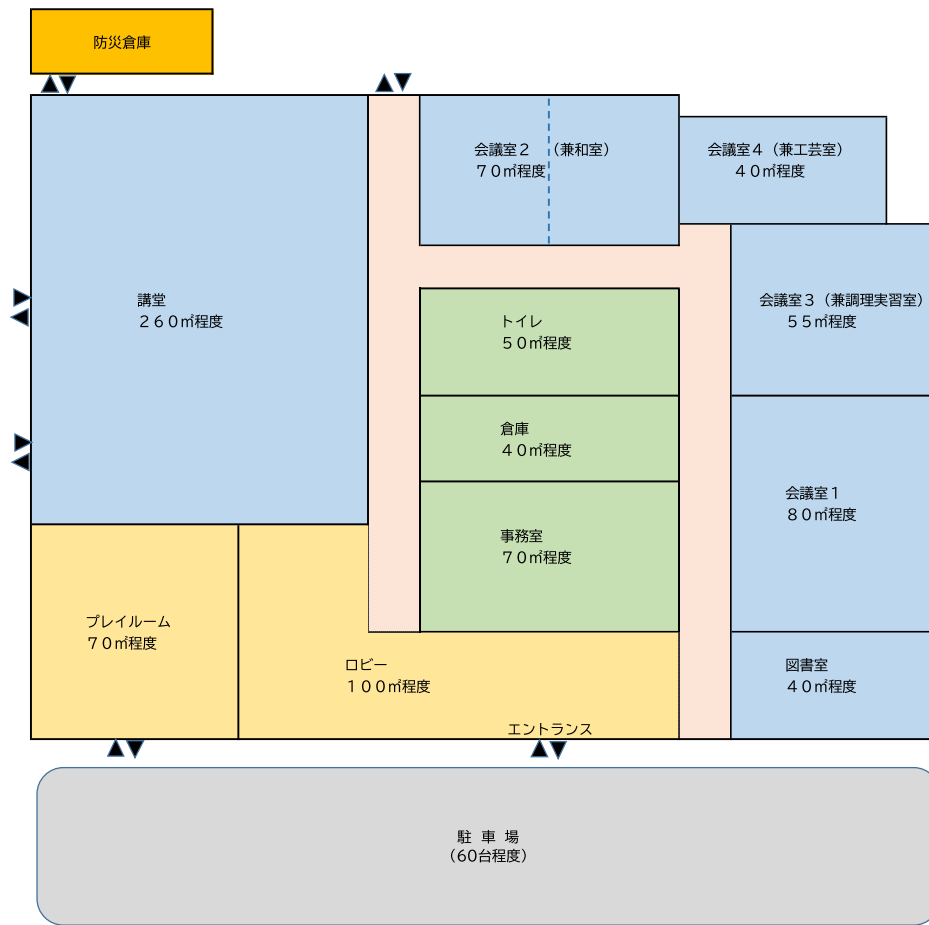 防災倉庫
会議室２　（兼和室）
７０㎡程度
会議室４（兼工芸室）
４０㎡程度
講堂
２６０㎡程度
会議室３（兼調理実習室）
５５㎡程度
トイレ
５０㎡程度
倉庫
４０㎡程度
会議室１
８０㎡程度
事務室
７０㎡程度
プレイルーム
７０㎡程度
ロビー
１００㎡程度
図書室
４０㎡程度
エントランス
駐 車 場
（60台程度）